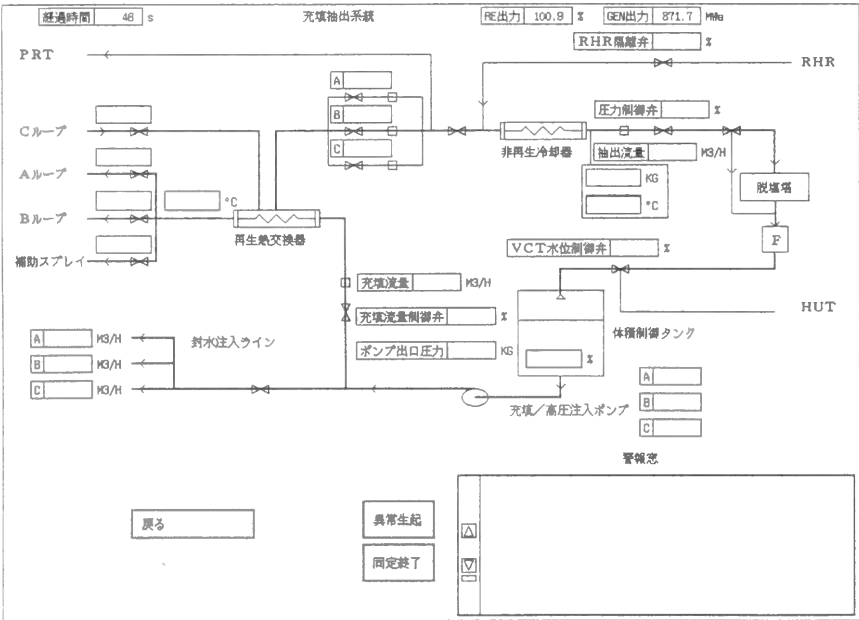 経過時間 46 s 充填抽出系統 RE出力 100.9 % GEN出力 871.7 MWe
RHR隔離弁 %
PRT
RHR
A
B
C
圧力制御弁 %
Cループ
非再生冷却器
抽出流量 M3/H
Aループ
KG
脱塩塔
°C
°C
Bループ
再生熱交換器
F
VCT水位制御弁 %
補助スプレイ
充填流量 M3/H
HUT
充填流量制御弁 %
体積制御タンク
A M3/H
封水注入ライン
ポンプ出口圧力 KG
%
B M3/H
C M3/H
充填/高圧注入ポンプ
A
B
C
警報窓
戻る
異常生起
同定終了